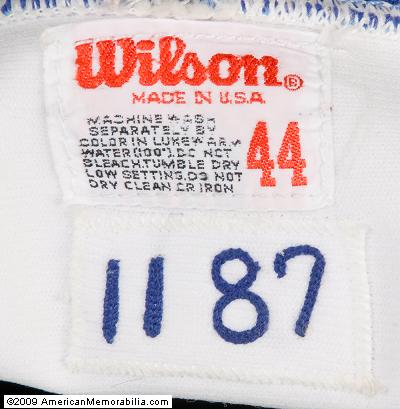 Wilson®
MADE IN U.S.A.
MACHINE WASH
SEPARATELY BY
COLOR IN LUKEWARM
WATER(100°).DO NOT
BLEACH.TUMBLE DRY
LOW SETTING.DO NOT
DRY CLEAN OR IRON
44
11 87
©2009 AmericanMemorabilia.com